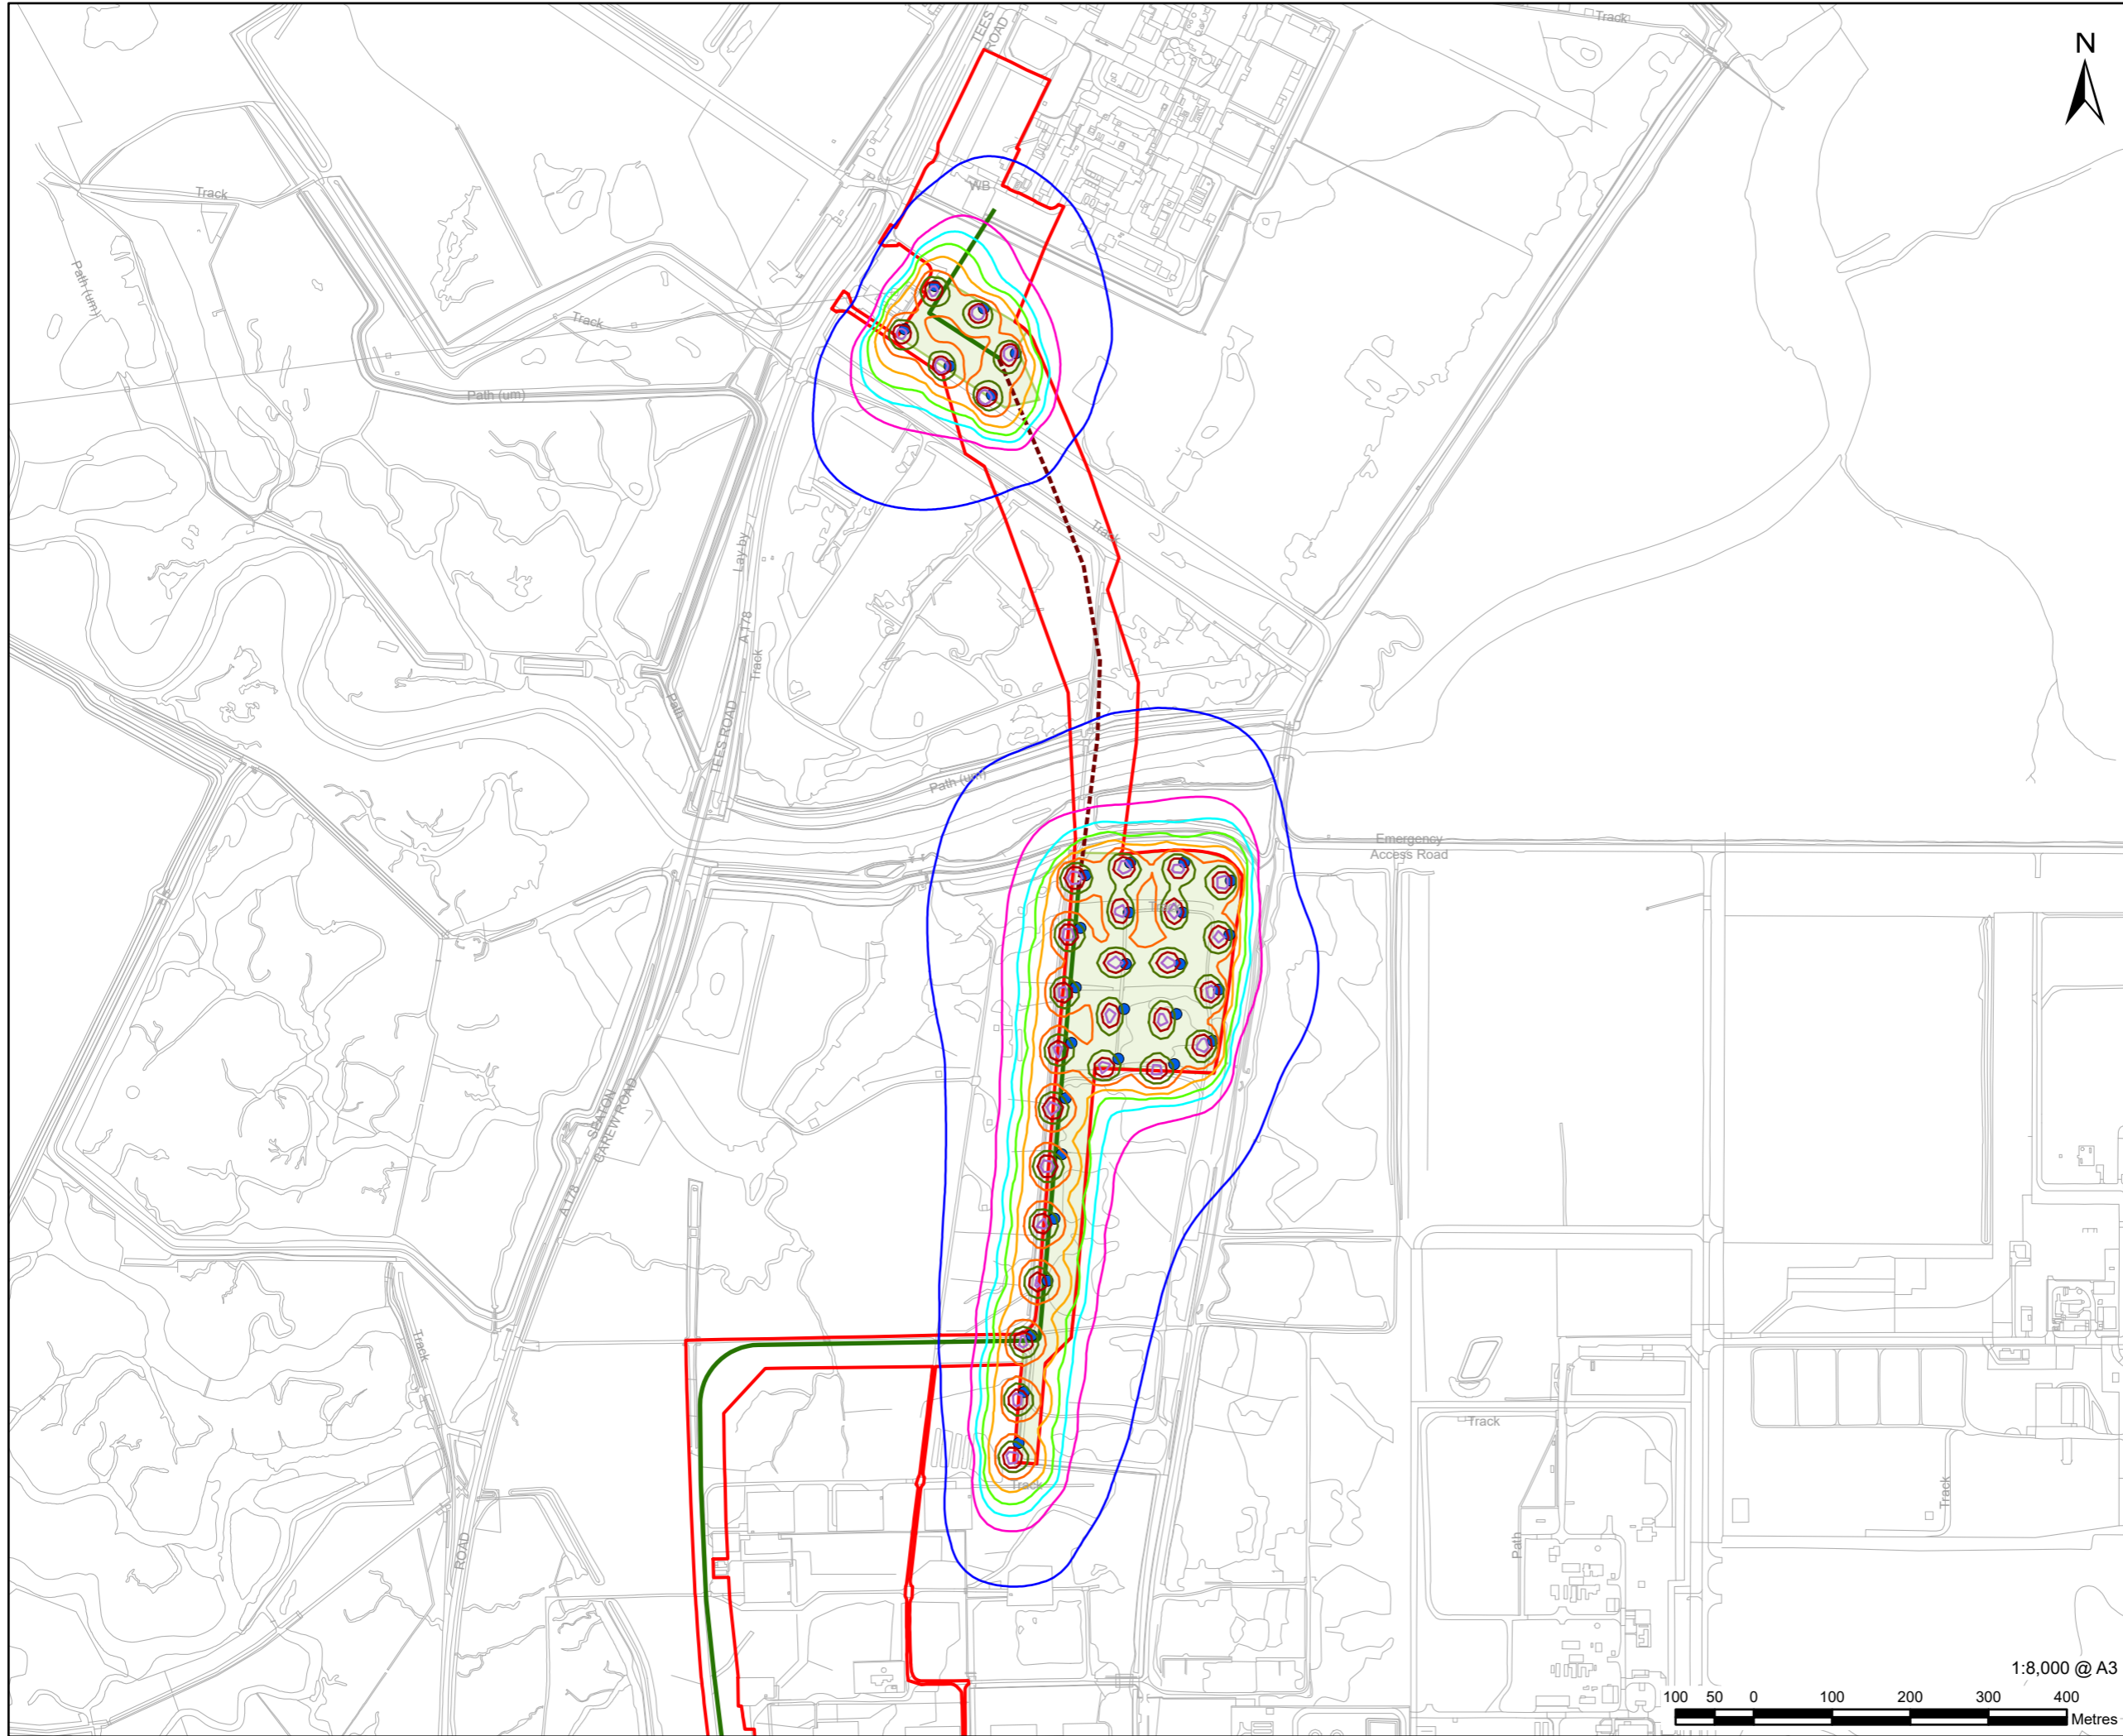 TEES
ROAD
Track
N
WB
Track
Path (um)
Track
Path (um)
Track
Lay-by
A 178
Track
Path
TEES ROAD
Path (um)
Emergency
Access Road
Track
SEATON
CAREW ROAD
A 178
Track
Track
Track
Track
Path
ROAD
1:8,000 @ A3
100 50 0 100 200 300 400
Metres